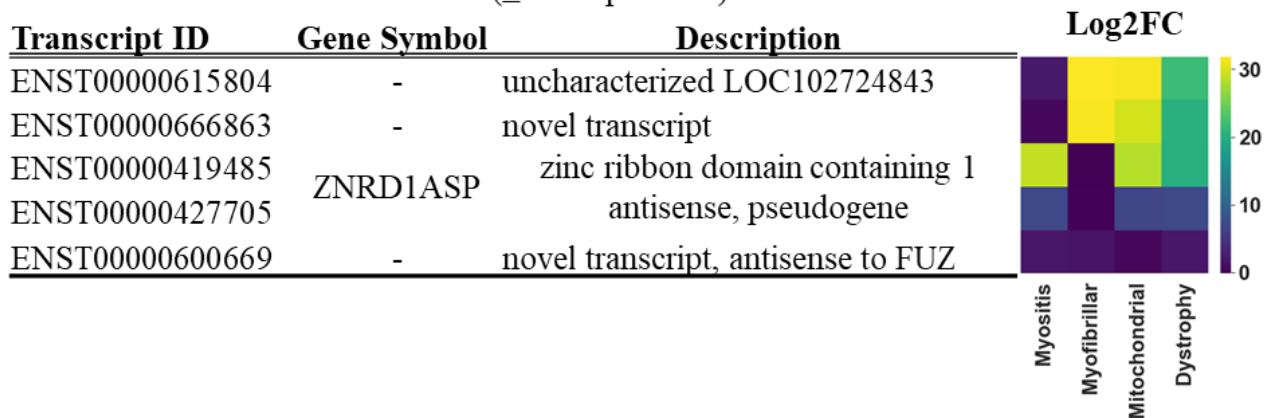 Log2FC
Transcript ID Gene Symbol Description
ENST00000615804 - uncharacterized LOC102724843
ENST00000666863 - novel transcript
ENST00000419485 zinc ribbon domain containing 1
ZNRD1ASP
ENST00000427705 antisense, pseudogene
ENST00000600669 - novel transcript, antisense to FUZ
30
20
10
0
Myositis
Myofibrillar
Mitochondrial
Dystrophy